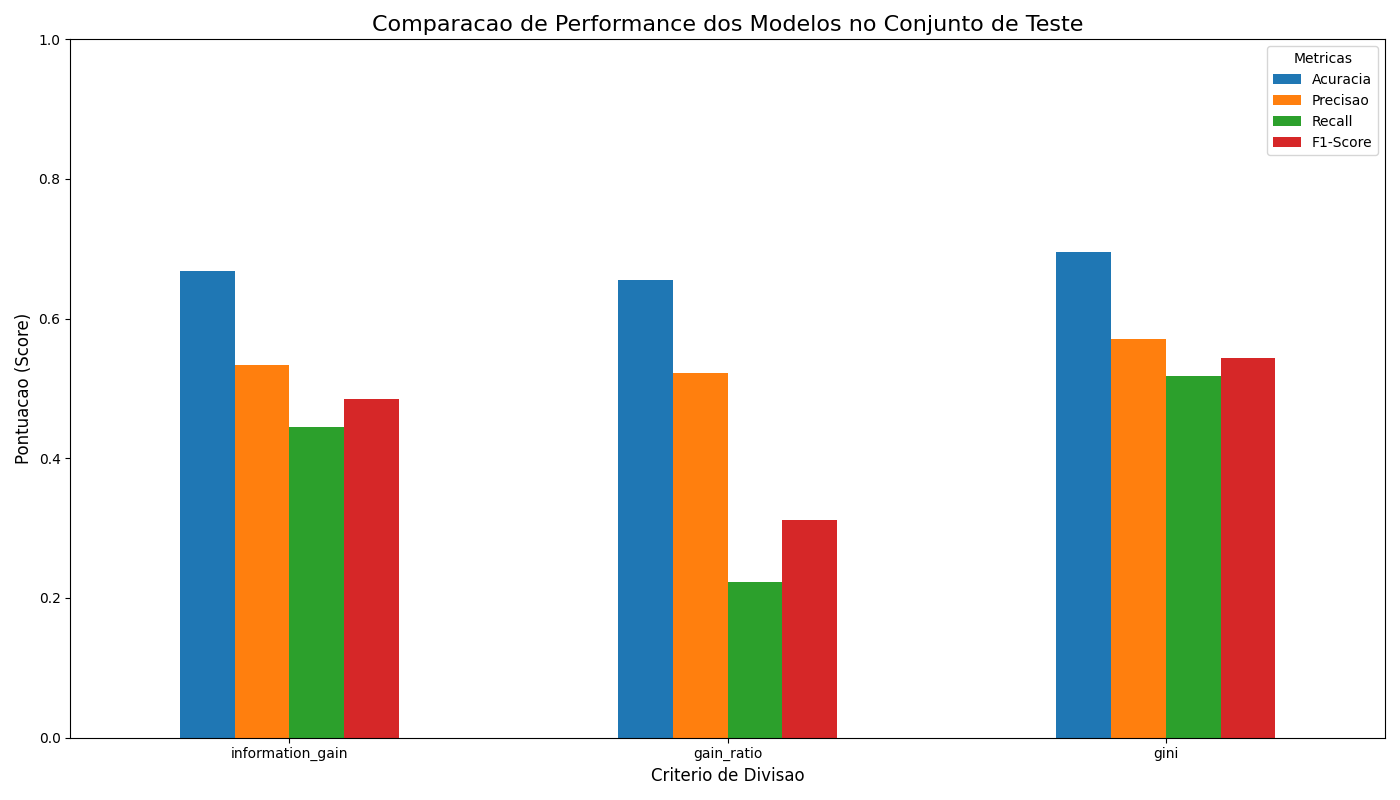 Comparacao de Performance dos Modelos no Conjunto de Teste
Metricas
Acuracia
Precisao
Recall
F1-Score
Pontuacao (Score)
1.0
0.8
0.6
0.4
0.2
0.0
information_gain
gain_ratio
gini
Criterio de Divisao